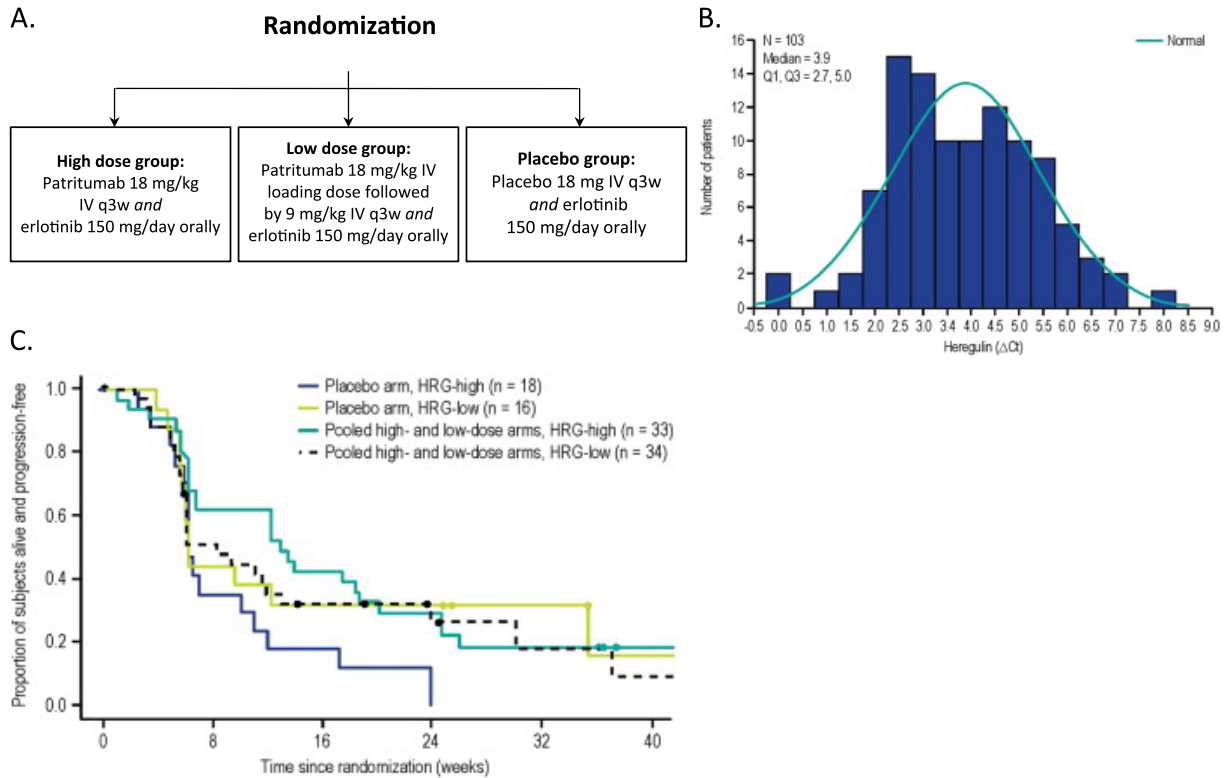 A.
Randomization
High dose group:
Patritumab 18 mg/kg
IV q3w and
erlotinib 150 mg/day orally
Low dose group:
Patritumab 18 mg/kg IV
loading dose followed
by 9 mg/kg IV q3w and
erlotinib 150 mg/day orally
Placebo group:
Placebo 18 mg IV q3w
and erlotinib
150 mg/day orally
B.
N = 103
Median = 3.9
Q1, Q3 = 2.7, 5.0
Normal
Number of patients
16
14
12
10
8
6
4
2
0
-0.5 0.0 0.5 1.0 1.5 2.0 2.5 3.0 3.5 4.0 4.5 5.0 5.5 6.0 6.5 7.0 7.5 8.0 8.5 9.0
Heregulin (△Ct)
C.
Placebo arm, HRG-high (n = 18)
Placebo arm, HRG-low (n = 16)
Pooled high- and low-dose arms, HRG-high (n = 33)
Pooled high- and low-dose arms, HRG-low (n = 34)
Proportion of subjects alive and progression-free
1.0
0.8
0.6
0.4
0.2
0.0
0 8 16 24 32 40
Time since randomization (weeks)